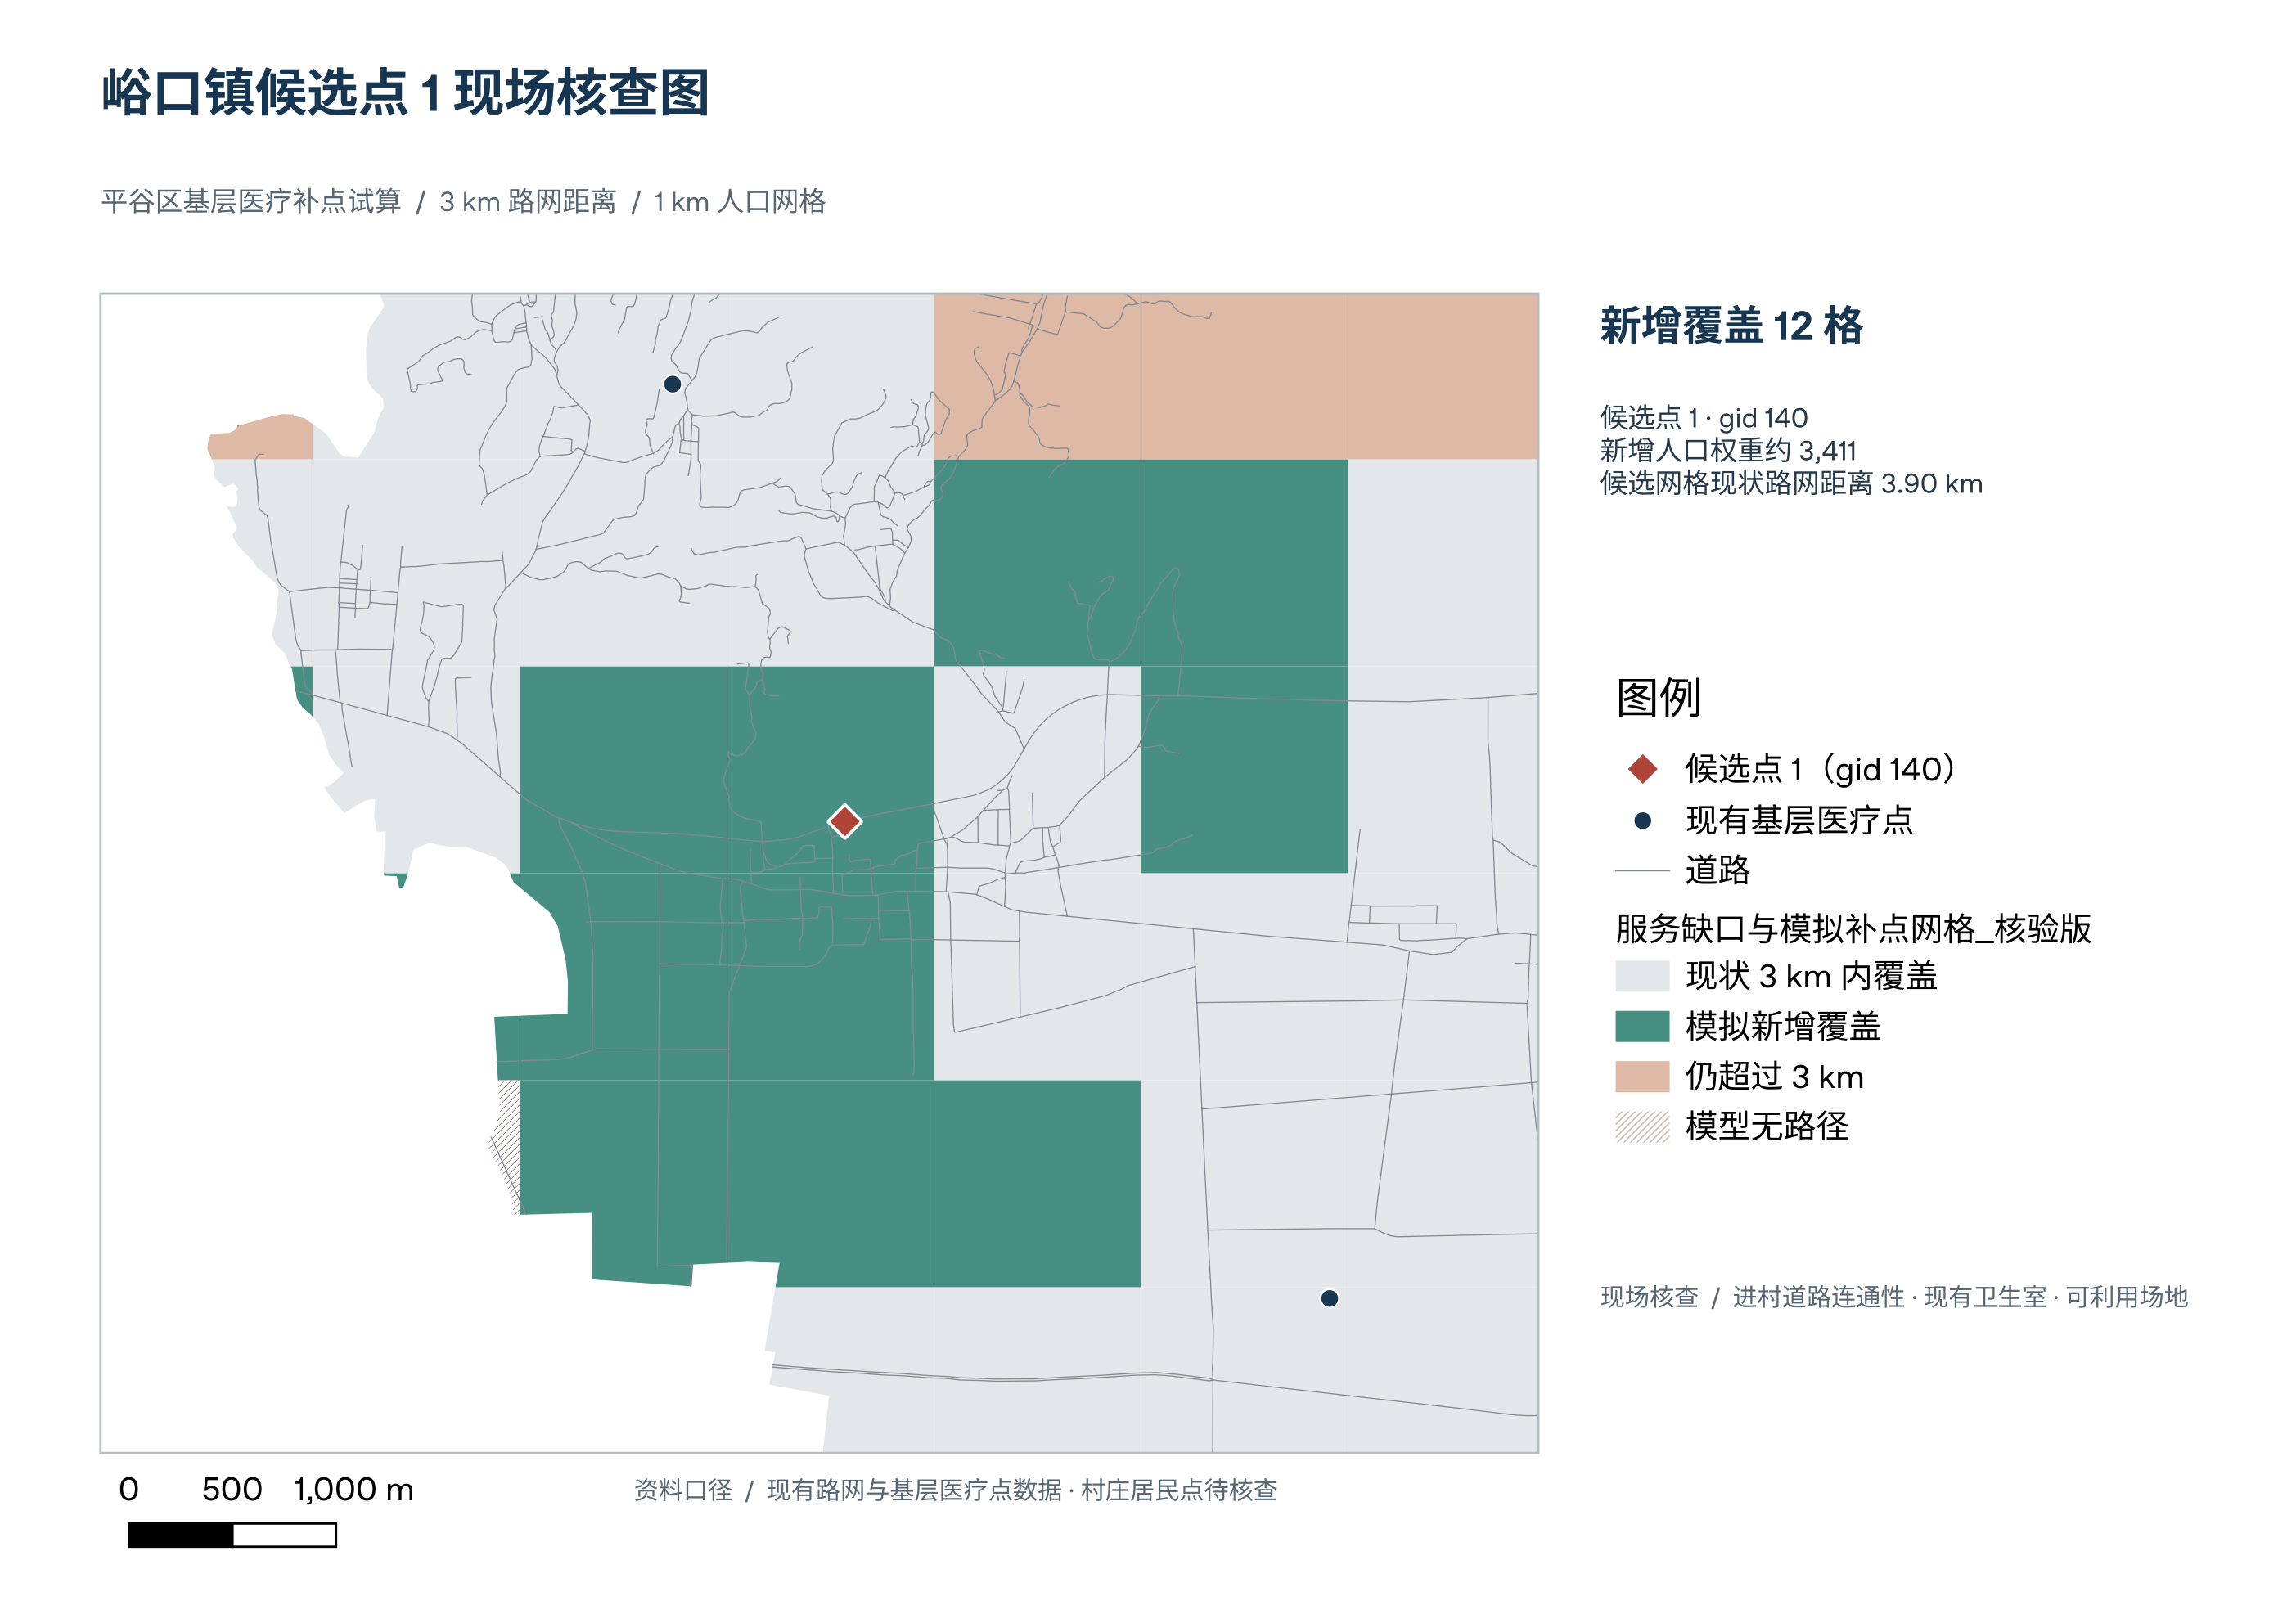 峪口镇候选点 1 现场核查图
平谷区基层医疗补点试算 / 3 km 路网距离 / 1 km 人口网格
新增覆盖 12 格
候选点 1 · gid 140
新增人口权重约 3,411
候选网格现状路网距离 3.90 km
图例
候选点 1（gid 140）
现有基层医疗点
道路
服务缺口与模拟补点网格_核验版
现状 3 km 内覆盖
模拟新增覆盖
仍超过 3 km
模型无路径
现场核查 / 进村道路连通性 · 现有卫生室 · 可利用场地
0 500 1,000 m
资料口径 / 现有路网与基层医疗点数据 · 村庄居民点待核查